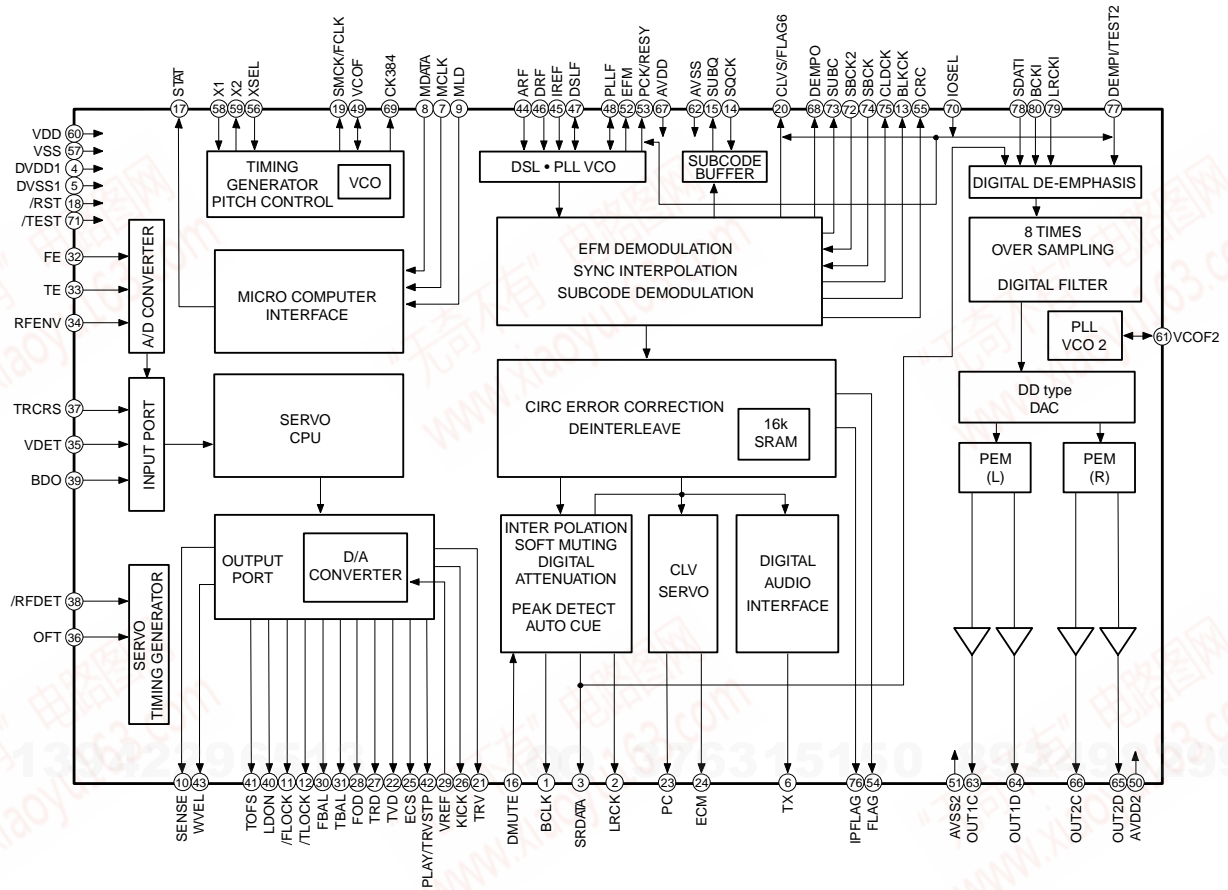 STAT
X1
X2
XSEL
SMCK/FCLK
VCOF
CK384
MDATA
MCLK
MLD
ARF
DRF
IREF
DSLF
PLLF
EFM
PCK/RESY
AVDD
AVSS
SUBQ
SQCK
CLVS/FLAG6
DEMPO
SUBC
SBCK2
SBCK
CLDCK
BLKCK
CRC
IOSEL
SDATI
BCKI
LRCKI
DEMPI/TEST2
17
58
59
56
19
49
69
8
7
9
44
46
45
47
48
52
53
67
62
15
14
20
68
73
72
74
75
13
55
70
78
80
79
77
VDD 60
VSS 57
DVDD1 4
DVSS1 5
/RST 18
/TEST 71
FE 32
TE 33
RFENV 34
TRCRS 37
VDET 35
BDO 39
/RFDET 38
OFT 36
A/D CONVERTER
INPUT PORT
SERVO
TIMING GENERATOR
TIMING
GENERATOR
PITCH CONTROL
VCO
MICRO COMPUTER
INTERFACE
SERVO
CPU
OUTPUT
PORT
D/A
CONVERTER
DSL • PLL VCO
SUBCODE
BUFFER
EFM DEMODULATION
SYNC INTERPOLATION
SUBCODE DEMODULATION
CIRC ERROR CORRECTION
DEINTERLEAVE
16k
SRAM
INTER POLATION
SOFT MUTING
DIGITAL
ATTENUATION
PEAK DETECT
AUTO CUE
CLV
SERVO
DIGITAL
AUDIO
INTERFACE
DIGITAL DE-EMPHASIS
8 TIMES
OVER SAMPLING
DIGITAL FILTER
PLL
VCO 2
61 VCOF2
DD type
DAC
PEM
(L)
PEM
(R)
10
43
41
40
11
12
30
31
28
27
22
25
42
29
26
21
16
1
3
2
23
24
6
76
54
51
63
64
66
65
50
SENSE
WVEL
TOFS
LDON
/FLOCK
/TLOCK
FBAL
TBAL
FOD
TRD
TVD
ECS
PLAY/TRVSTP
VREF
KICK
TRV
DMUTE
BCLK
SRDATA
LRCK
PC
ECM
TX
IPFLAG
FLAG
AVSS2
OUT1C
OUT1D
OUT2C
OUT2D
AVDD2
"无奇不有" 电路图网
www.xiaoyu163.com